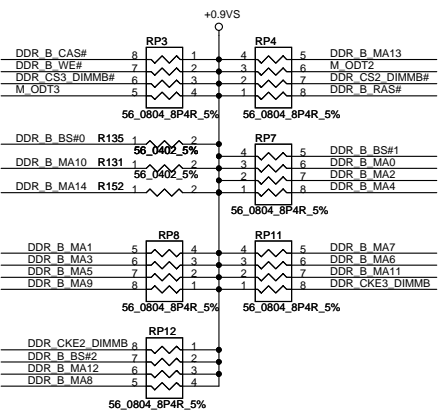 +0.9VS
RP3 RP4
DDR_B_CAS# 8 1 4 5 DDR_B_MA13
DDR_B_WE# 7 2 3 6 M_ODT2
DDR_CS3_DIMMB# 6 3 2 7 DDR_CS2_DIMMB#
M_ODT3 5 4 1 8 DDR_B_RAS#
56_0804_8P4R_5% 56_0804_8P4R_5%
DDR_B_BS#0 R135 1 2 RP7
56_0402_5% 4 5 DDR_B_BS#1
DDR_B_MA10 R131 1 2 3 6 DDR_B_MA0
56_0402_5% 2 7 DDR_B_MA2
DDR_B_MA14 R152 1 2 1 8 DDR_B_MA4
56_0804_8P4R_5%
RP8 RP11
DDR_B_MA1 5 4 4 5 DDR_B_MA7
DDR_B_MA3 6 3 3 6 DDR_B_MA6
DDR_B_MA5 7 2 2 7 DDR_B_MA11
DDR_B_MA9 8 1 1 8 DDR_CKE3_DIMMB
56_0804_8P4R_5% 56_0804_8P4R_5%
RP12
DDR_CKE2_DIMMB 8 1
DDR_B_BS#2 7 2
DDR_B_MA12 6 3
DDR_B_MA8 5 4
56_0804_8P4R_5%